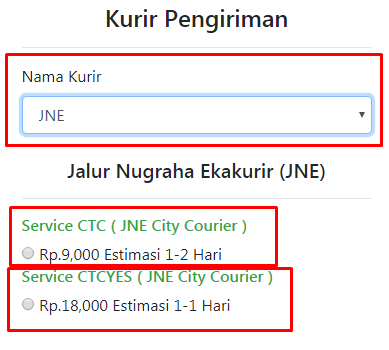 Kurir Pengiriman
Nama Kurir
JNE
Jalur Nugraha Ekakurir (JNE)
Service CTC ( JNE City Courier )
Rp.9,000 Estimasi 1-2 Hari
Service CTCYES ( JNE City Courier )
Rp.18,000 Estimasi 1-1 Hari